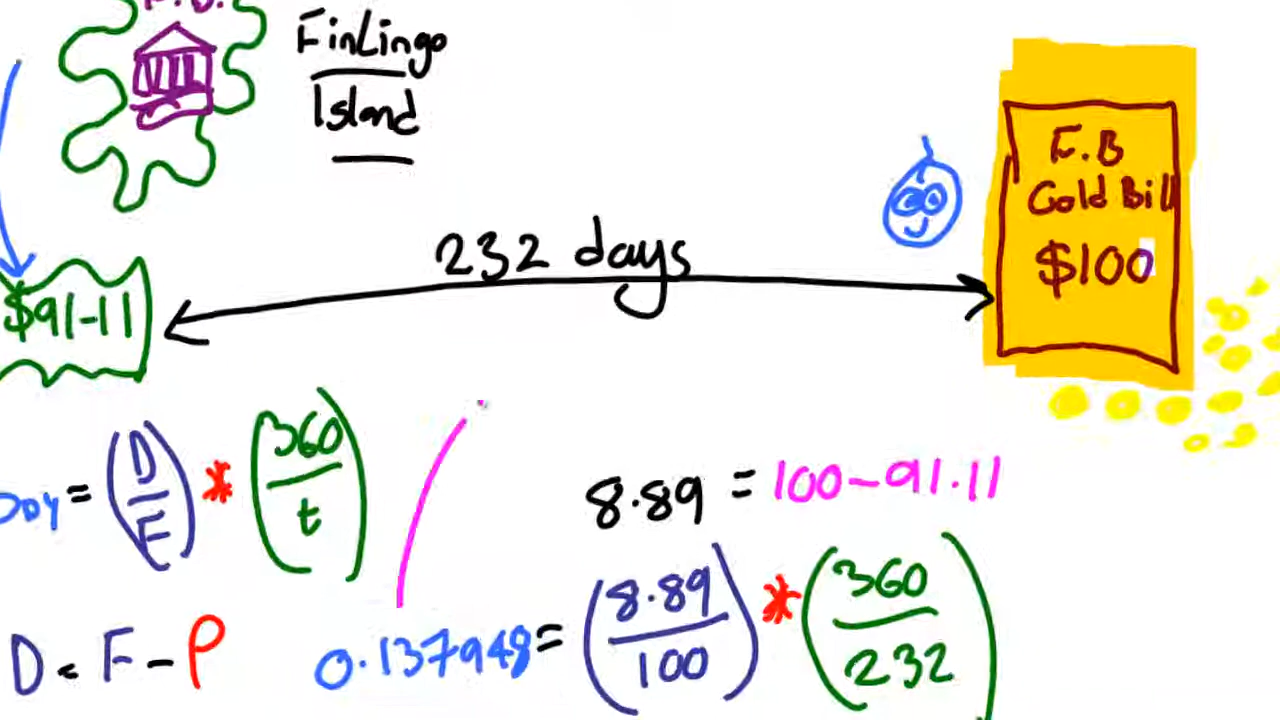 FinLingo
Island
F.B
Gold Bill
$100
232 days
$91-11
DDY = (D/F) * (360/t)
8.89 = 100-91.11
D = F - P
0.137948 = (8.89/100) * (360/232)